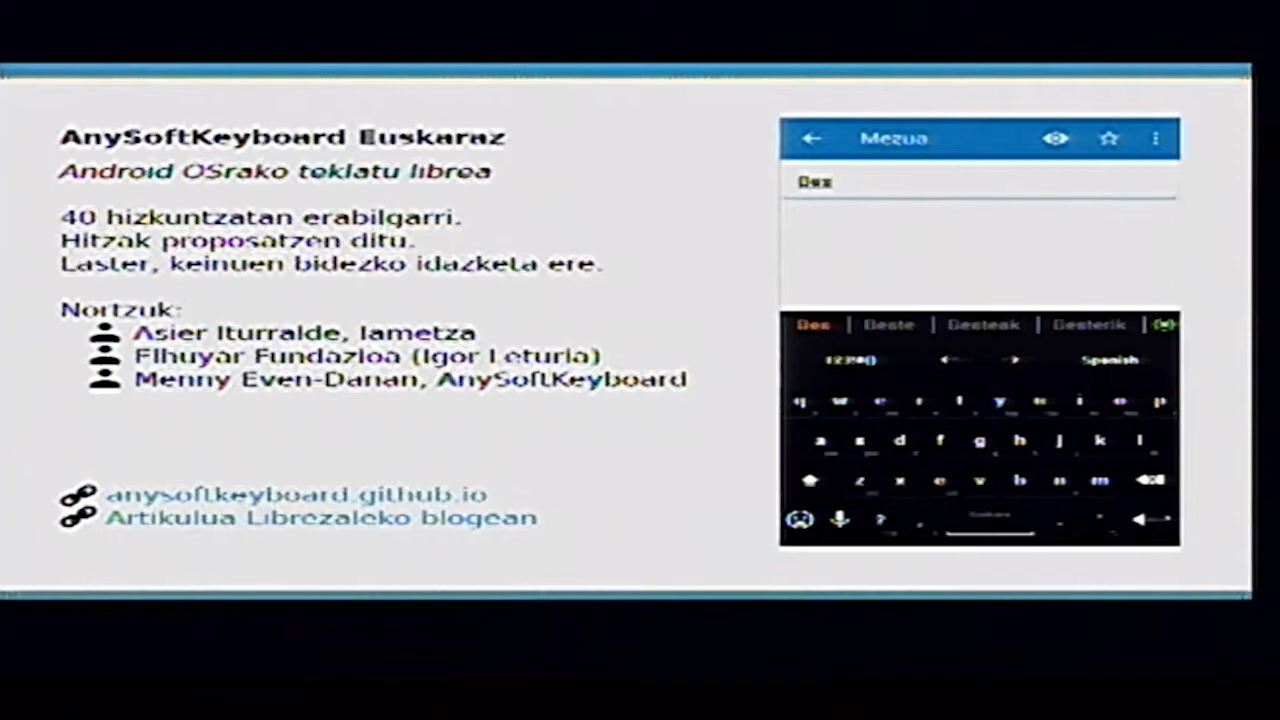 AnySoftKeyboard Euskaraz
Android OSrako teklatu librea
40 hizkuntzatan erabilgarri.
Hitzak proposatzen ditu.
Laster, keinuen bidezko idazketa ere.
Nortzuk:
Asier Iturralde, Iametza
Elhuyar Fundazioa (Igor Leturia)
Menny Even-Danan, AnySoftKeyboard
anysoftkeyboard.github.io
Artikulua Librezaleko blogean
Mezua
Bes
Bes | Beste | Besteak | Besterik
Spanish
q w e r t y u i o p
a s d f g h j k l
z x c v b n m
?